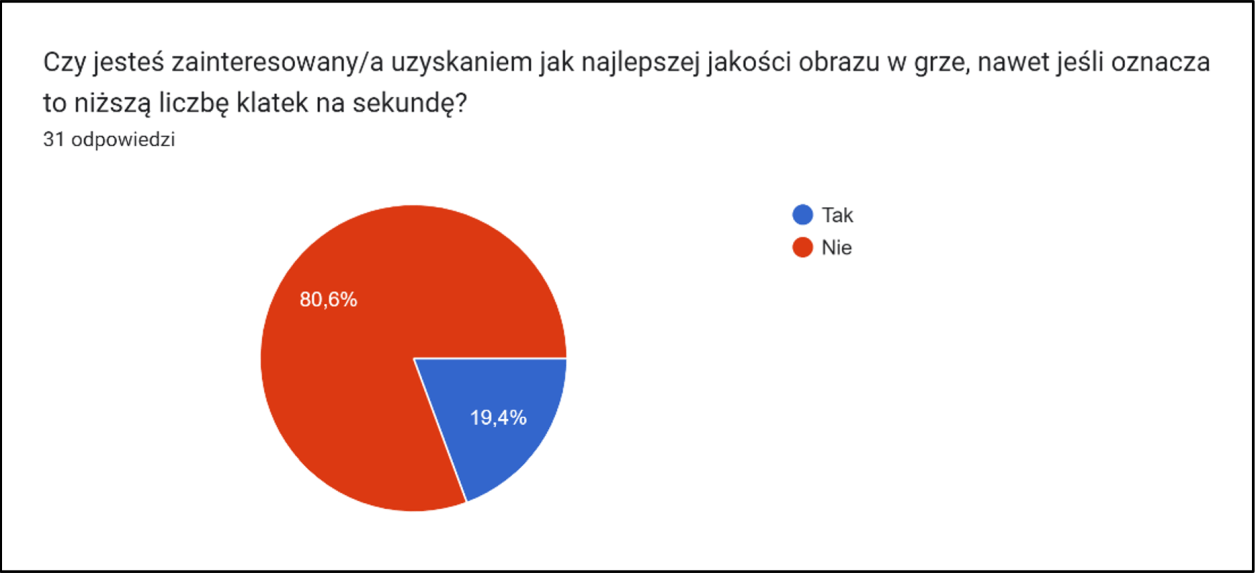 Czy jesteś zainteresowany/a uzyskaniem jak najlepszej jakości obrazu w grze, nawet jeśli oznacza
to niższą liczbę klatek na sekundę?
31 odpowiedzi
Tak
Nie
80,6%
19,4%